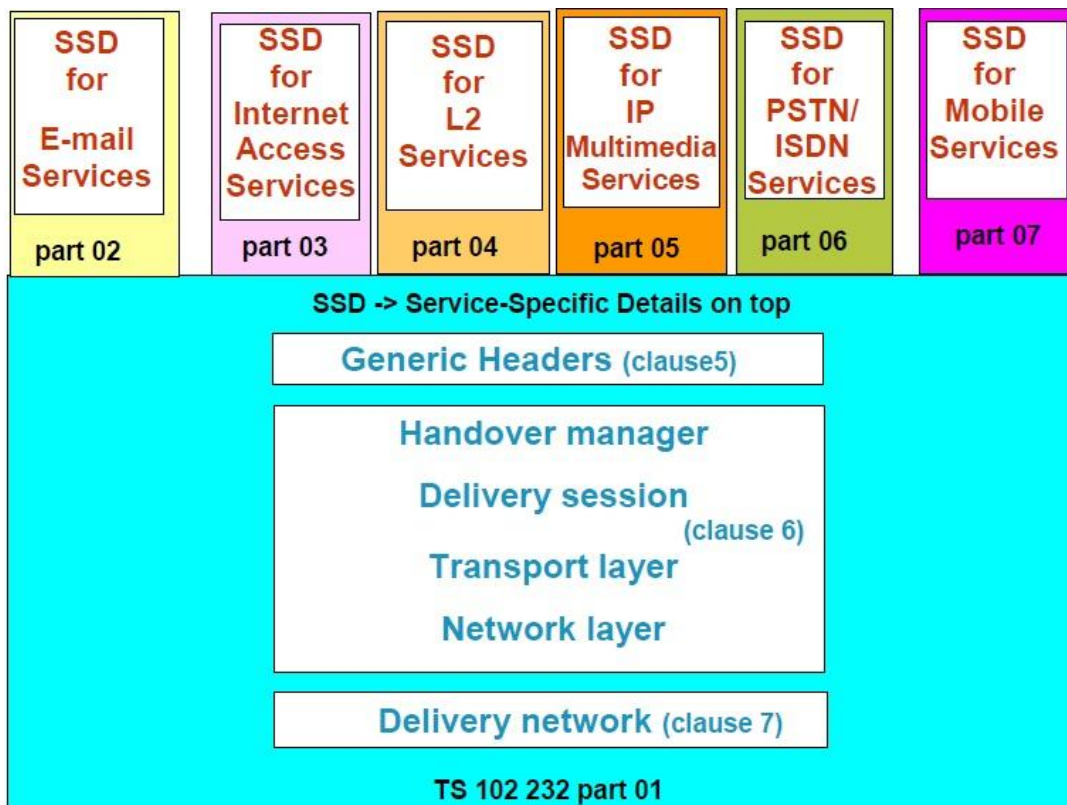 SSD
for
E-mail
Services
part 02
SSD
for
Internet
Access
Services
part 03
SSD
for
L2
Services
part 04
SSD
for
IP
Multimedia
Services
part 05
SSD
for
PSTN/
ISDN
Services
part 06
SSD
for
Mobile
Services
part 07
SSD -> Service-Specific Details on top
Generic Headers (clause5)
Handover manager
Delivery session
(clause 6)
Transport layer
Network layer
Delivery network (clause 7)
TS 102 232 part 01